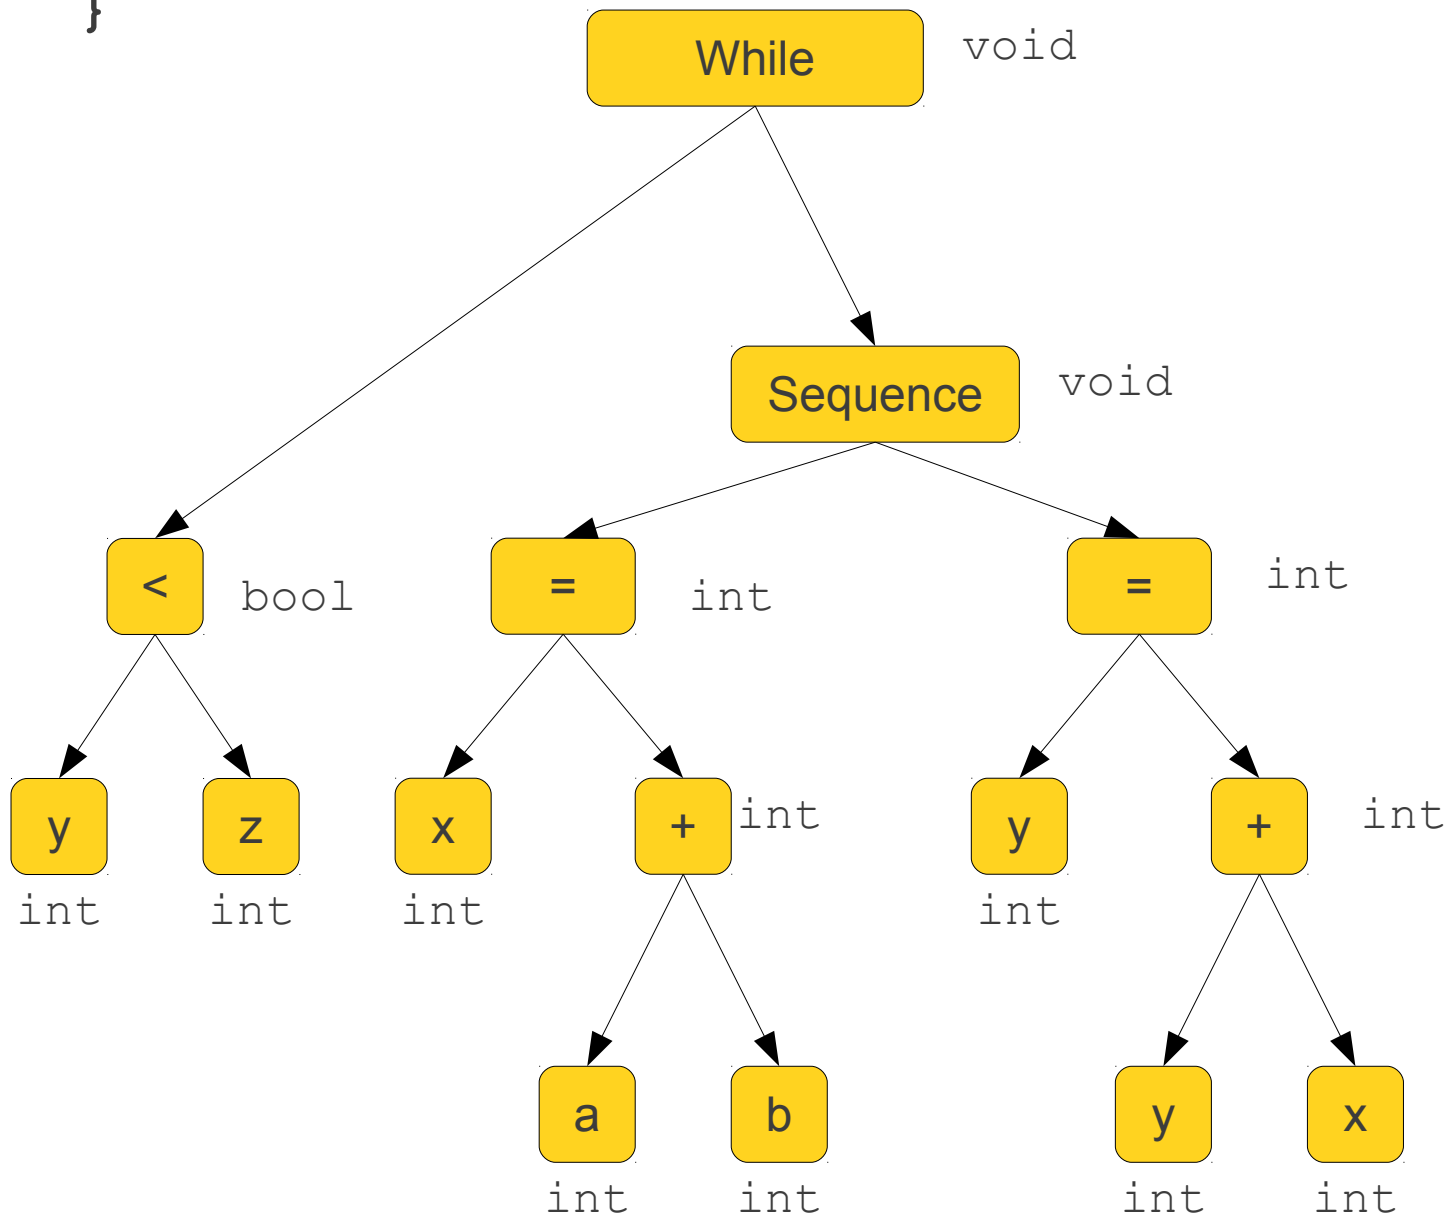 }
While void
Sequence void
< bool = int = int
y z x + int y + int
int int int int
a b y x
int int int int